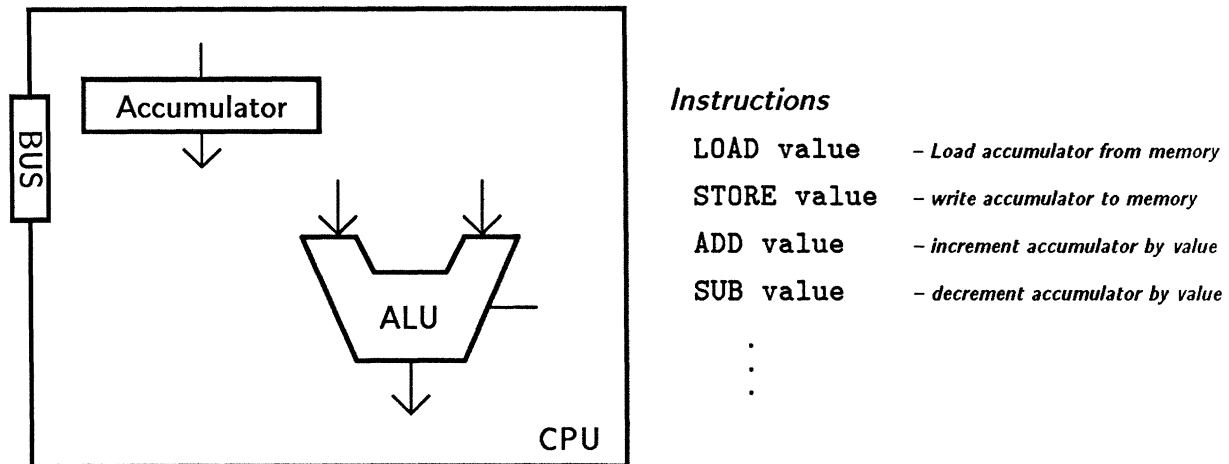 Accumulator
BUS
ALU
CPU
Instructions
LOAD value – Load accumulator from memory
STORE value – write accumulator to memory
ADD value – increment accumulator by value
SUB value – decrement accumulator by value
.
.
.